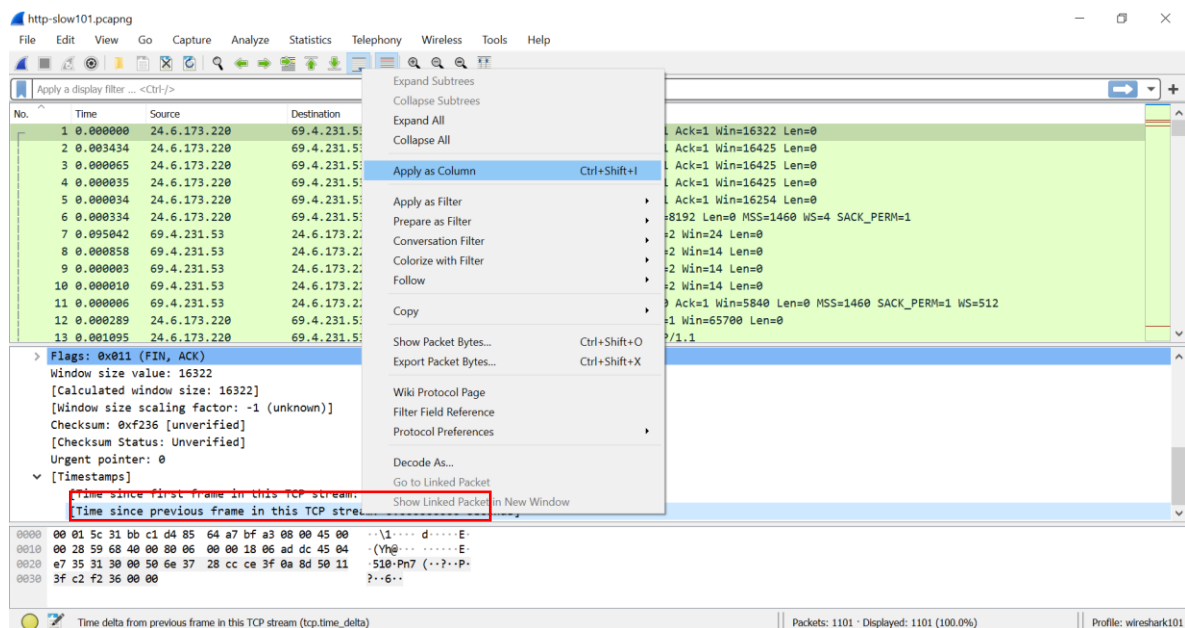 http-slow101.pcapng
File Edit View Go Capture Analyze Statistics Telephony Wireless Tools Help
Apply a display filter ... <Ctrl-/>
No. Time Source Destination
1 0.000000 24.6.173.220 69.4.231.53 Ack=1 Win=16322 Len=0
2 0.003434 24.6.173.220 69.4.231.53 Ack=1 Win=16425 Len=0
3 0.000065 24.6.173.220 69.4.231.53 Ack=1 Win=16425 Len=0
4 0.000035 24.6.173.220 69.4.231.53 Ack=1 Win=16425 Len=0
5 0.000034 24.6.173.220 69.4.231.53 Ack=1 Win=16254 Len=0
6 0.000334 24.6.173.220 69.4.231.53 =8192 Len=0 MSS=1460 WS=4 SACK_PERM=1
7 0.095042 69.4.231.53 24.6.173.22 =2 Win=24 Len=0
8 0.000858 69.4.231.53 24.6.173.22 =2 Win=14 Len=0
9 0.000003 69.4.231.53 24.6.173.22 =2 Win=14 Len=0
10 0.000010 69.4.231.53 24.6.173.22 =2 Win=14 Len=0
11 0.000006 69.4.231.53 24.6.173.22 Ack=1 Win=5840 Len=0 MSS=1460 SACK_PERM=1 WS=512
12 0.000289 24.6.173.220 69.4.231.53 =1 Win=65700 Len=0
13 0.001095 24.6.173.220 69.4.231.53 P/1.1
Expand Subtrees
Collapse Subtrees
Expand All
Collapse All
Apply as Column Ctrl+Shift+I
Apply as Filter
Prepare as Filter
Conversation Filter
Colorize with Filter
Follow
Copy
Show Packet Bytes... Ctrl+Shift+O
Export Packet Bytes... Ctrl+Shift+X
Wiki Protocol Page
Filter Field Reference
Protocol Preferences
Decode As...
Go to Linked Packet
Show Linked Packet in New Window
Flags: 0x011 (FIN, ACK)
Window size value: 16322
[Calculated window size: 16322]
[Window size scaling factor: -1 (unknown)]
Checksum: 0xf236 [unverified]
[Checksum Status: Unverified]
Urgent pointer: 0
[Timestamps]
[Time since first frame in this TCP stream:
[Time since previous frame in this TCP strea
0000 00 01 5c 31 bb c1 d4 85 64 a7 bf a3 08 00 45 00 ··\1···· d·····E·
0010 00 28 59 68 40 00 80 06 00 00 18 06 ad dc 45 04 ·(Yh@··· ······E·
0020 e7 35 31 30 00 50 6e 37 28 cc ce 3f 0a 8d 50 11 ·510·Pn7 (··?··P·
0030 3f c2 f2 36 00 00 ?··6··
Time delta from previous frame in this TCP stream (tcp.time_delta) Packets: 1101 · Displayed: 1101 (100.0%) Profile: wireshark101